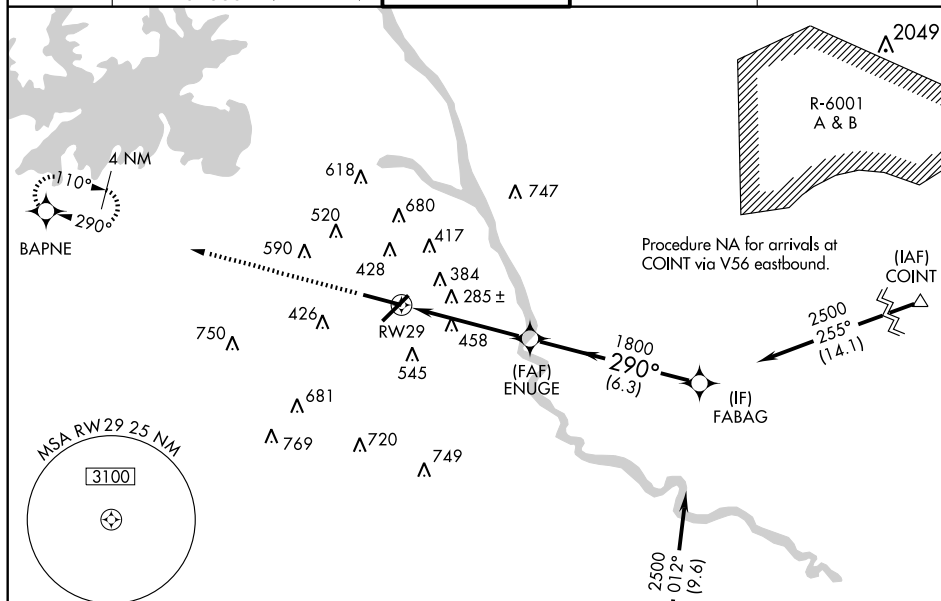 2049
R-6001
A & B
4 NM
110°
290°
BAPNE
618
747
680
520
590
417
428
384
285 ±
Procedure NA for arrivals at
COINT via V56 eastbound.
(IAF)
COINT
2500
255°
(14.1)
426
RW29
458
750
545
(FAF)
ENUGE
1800
290°
(6.3)
(IF)
FABAG
681
769
720
749
MSA RW 29 25 NM
3100
2500
012°
(9.6)